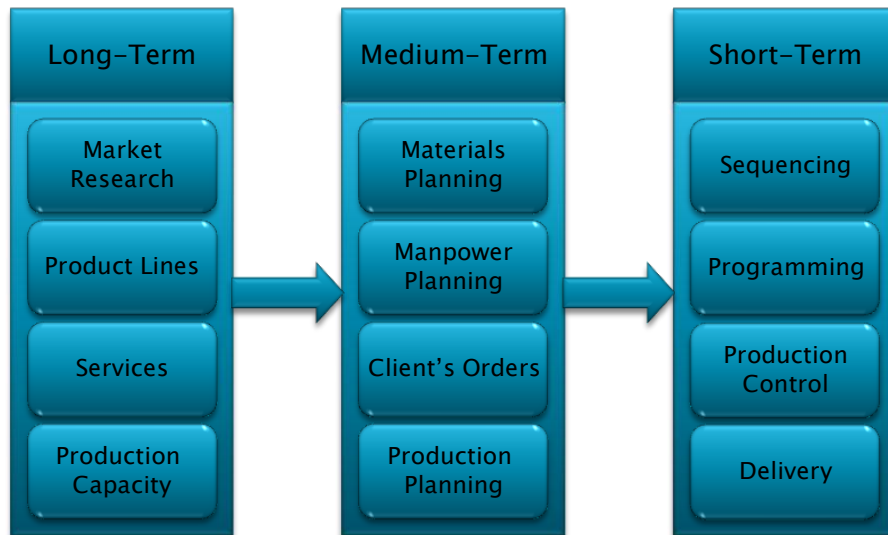 Long-Term
Market
Research
Product Lines
Services
Production
Capacity
Medium-Term
Materials
Planning
Manpower
Planning
Client’s Orders
Production
Planning
Short-Term
Sequencing
Programming
Production
Control
Delivery